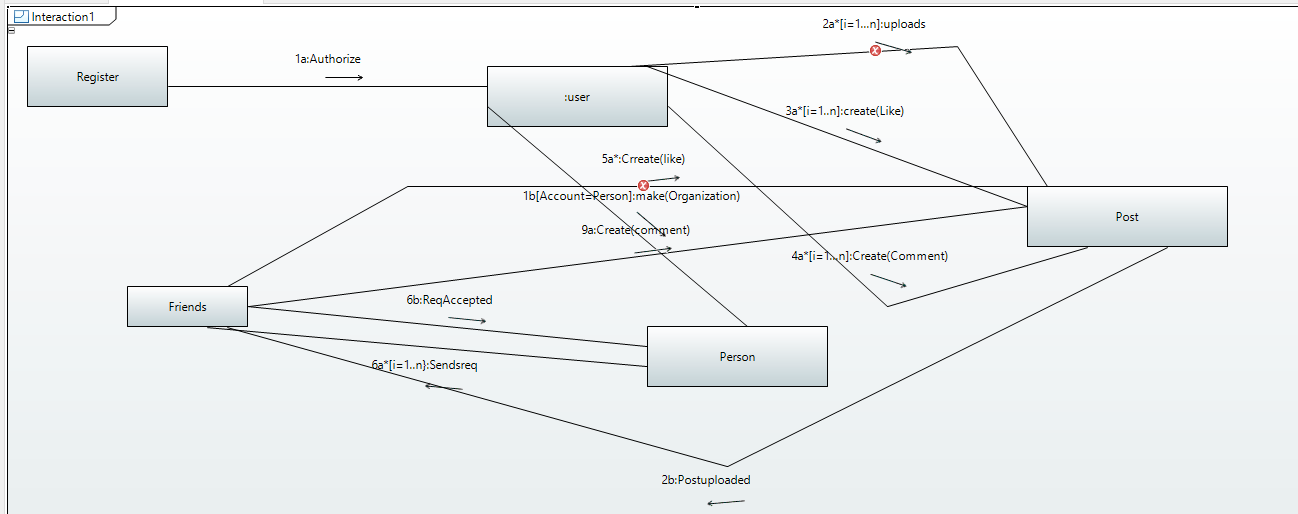 Interaction1
2a*[i=1...n]:uploads
1a:Authorize
Register
:user
3a*[i=1..n]:create(Like)
5a*:Crreate(like)
1b[Account=Person]:make(Organization)
Post
9a:Create(comment)
4a*[i=1...n]:Create(Comment)
Friends
6b:ReqAccepted
Person
6a*[i=1..n}:Sendsreq
2b:Postuploaded